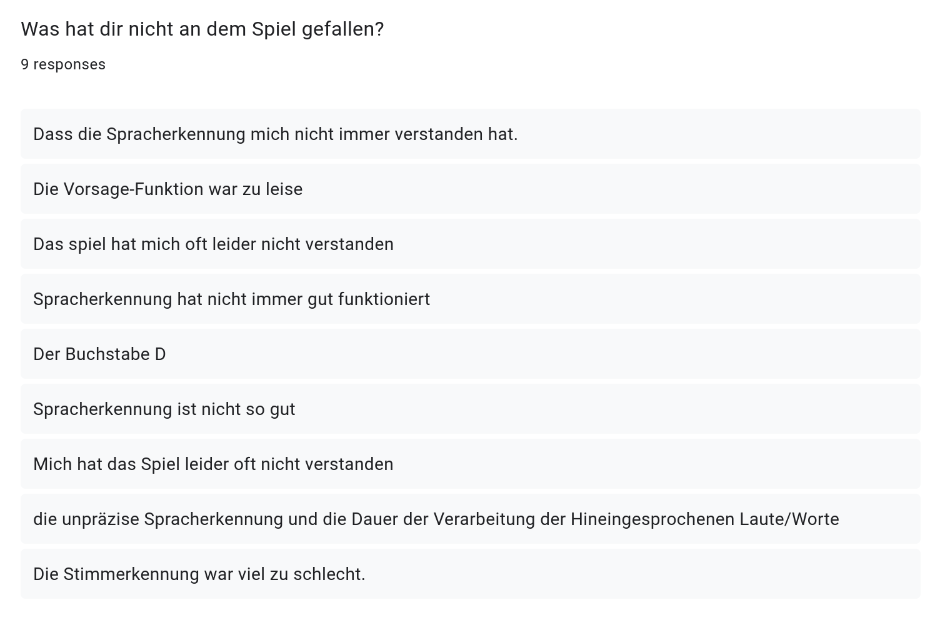 Was hat dir nicht an dem Spiel gefallen?
9 responses
Dass die Spracherkennung mich nicht immer verstanden hat.
Die Vorsage-Funktion war zu leise
Das spiel hat mich oft leider nicht verstanden
Spracherkennung hat nicht immer gut funktioniert
Der Buchstabe D
Spracherkennung ist nicht so gut
Mich hat das Spiel leider oft nicht verstanden
die unpräzise Spracherkennung und die Dauer der Verarbeitung der Hineingesprochenen Laute/Worte
Die Stimmerkennung war viel zu schlecht.